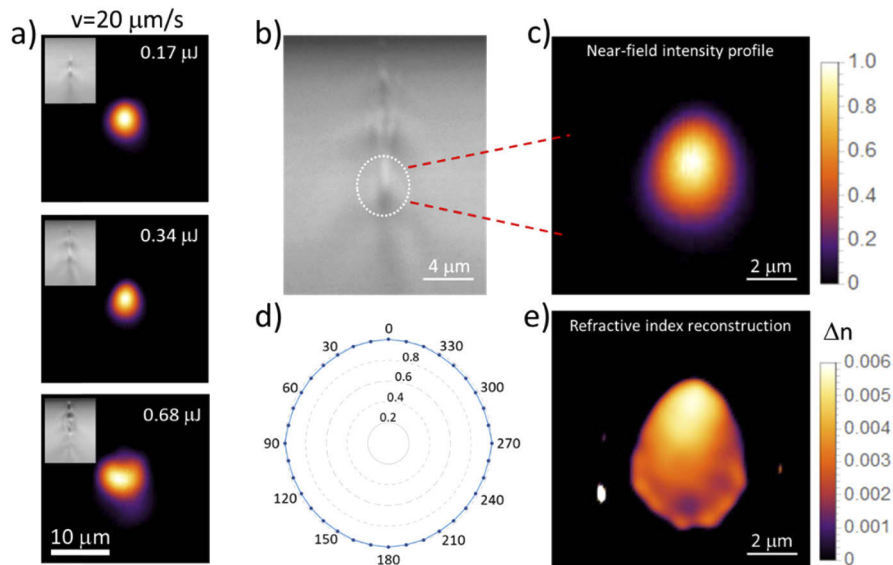 a)
v=20 μm/s
0.17 μJ
0.34 μJ
0.68 μJ
10 μm
b)
4 μm
c)
Near-field intensity profile
2 μm
1.0
0.8
0.6
0.4
0.2
0
d)
0
330
300
270
240
210
180
150
120
90
60
30
0.8
0.6
0.4
0.2
e)
Refractive index reconstruction
2 μm
Δn
0.006
0.005
0.004
0.003
0.002
0.001
0